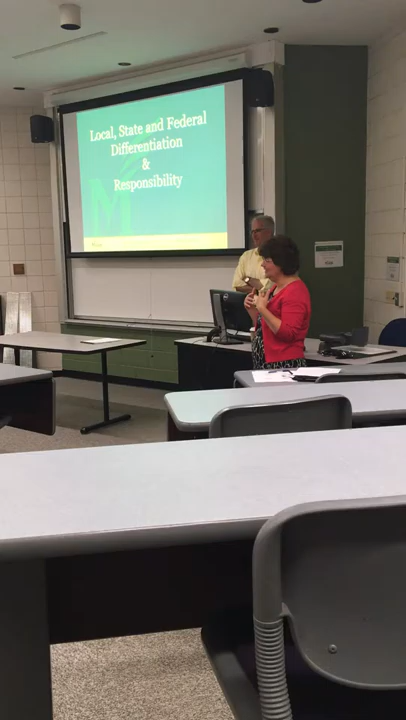 Local, State and Federal
Differentiation
&
Responsibility
M